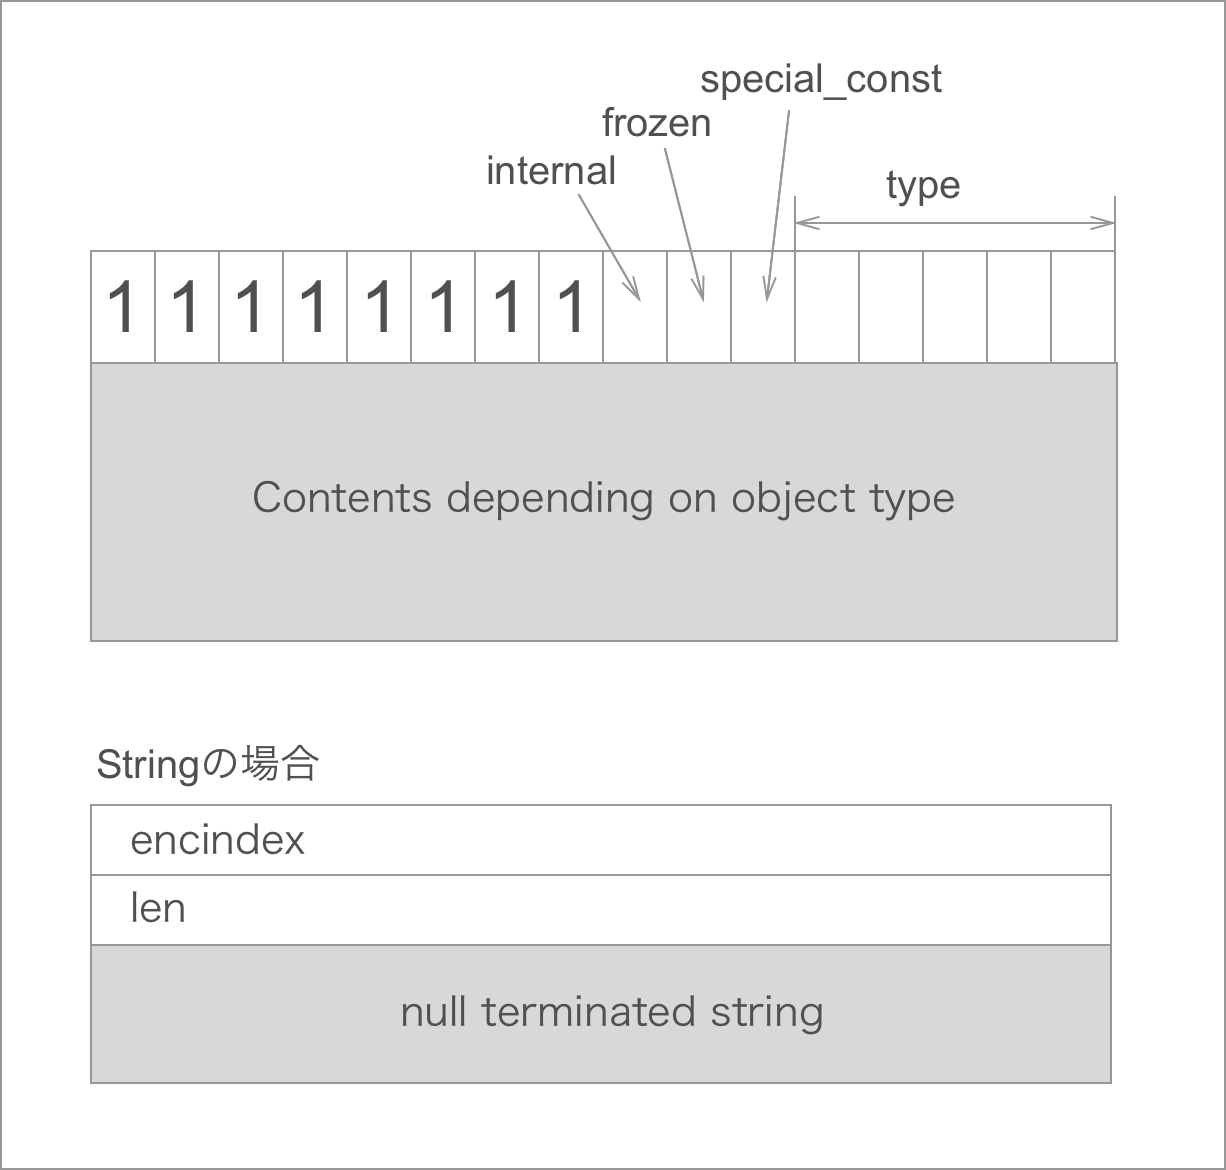 special_const
frozen
internal
type
1 1 1 1 1 1 1 1
Contents depending on object type
Stringの場合
encindex
len
null terminated string